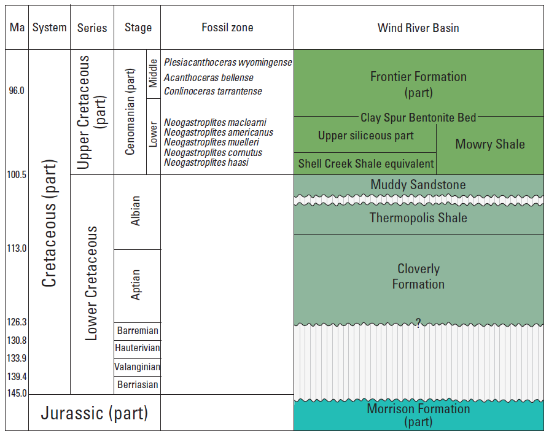 Ma System Series Stage Fossil zone Wind River Basin
Cretaceous (part)
Upper Cretaceous
(part)
Cenomanian (part)
Middle
Plesiacanthoceras wyomingense
Acanthoceras bellense
Conlinoceras tarrantense
96.0
Frontier Formation
(part)
Clay Spur Bentonite Bed
Lower
Neogastroplites maclearni
Neogastroplites americanus
Neogastroplites muelleri
Neogastroplites cornutus
Neogastroplites haasi
Upper siliceous part
Mowry Shale
Shell Creek Shale equivalent
100.5
Lower Cretaceous
Albian
Muddy Sandstone
Thermopolis Shale
113.0
Aptian
Cloverly
Formation
126.3
?
Barremian
130.8
Hauterivian
133.9
Valanginian
139.4
Berriasian
145.0
Jurassic (part)
Morrison Formation
(part)